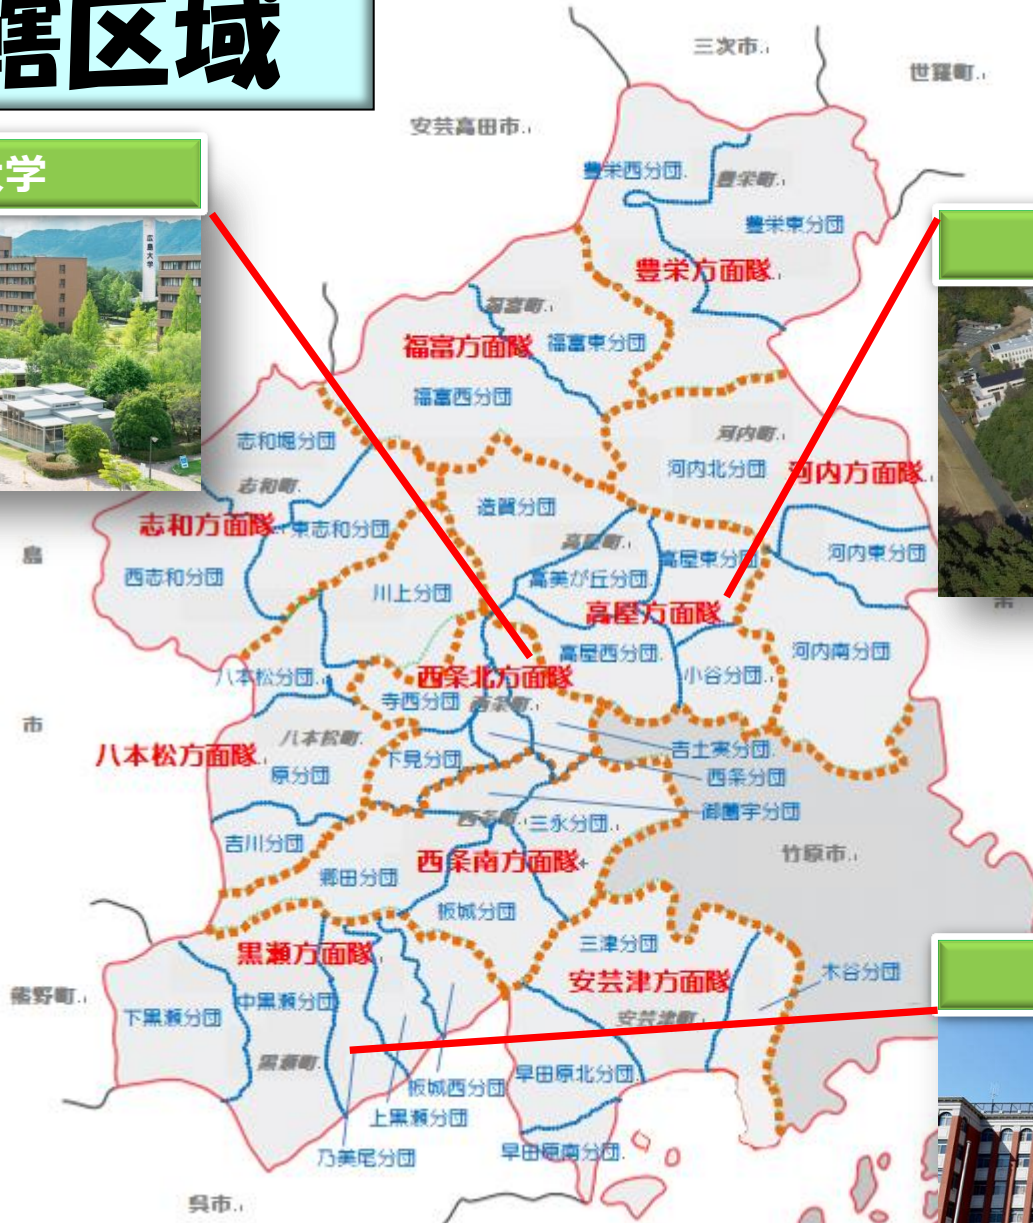 轄区域
三次市
世羅町
安芸高田市
大学
広島大学
豊栄西分団
豊栄町
豊栄東分団
豊栄方面隊
福富町
福富方面隊
福富東分団
福富西分団
志和堀分団
河内町
河内北分団
河内方面隊
志和町
造賀分団
志和方面隊
東志和分団
高屋町
高屋東分団
河内東分団
島
西志和分団
川上分団
高美が丘分団
高屋方面隊
高屋西分団
河内南分団
八本松分団
西条北方面隊
小谷分団
寺西分団
西条町
市
八本松町
八本松方面隊
下見分団
吉土実分団
原分団
西条分団
御薗宇分団
西条町
三永分団
吉川分団
西条南方面隊
竹原市
郷田分団
板城分団
黒瀬方面隊
三津分団
安芸津方面隊
木谷分団
熊野町
中黒瀬分団
下黒瀬分団
安芸津町
黒瀬町
早田原北分団
板城西分団
上黒瀬分団
乃美尾分団
早田原南分団
呉市